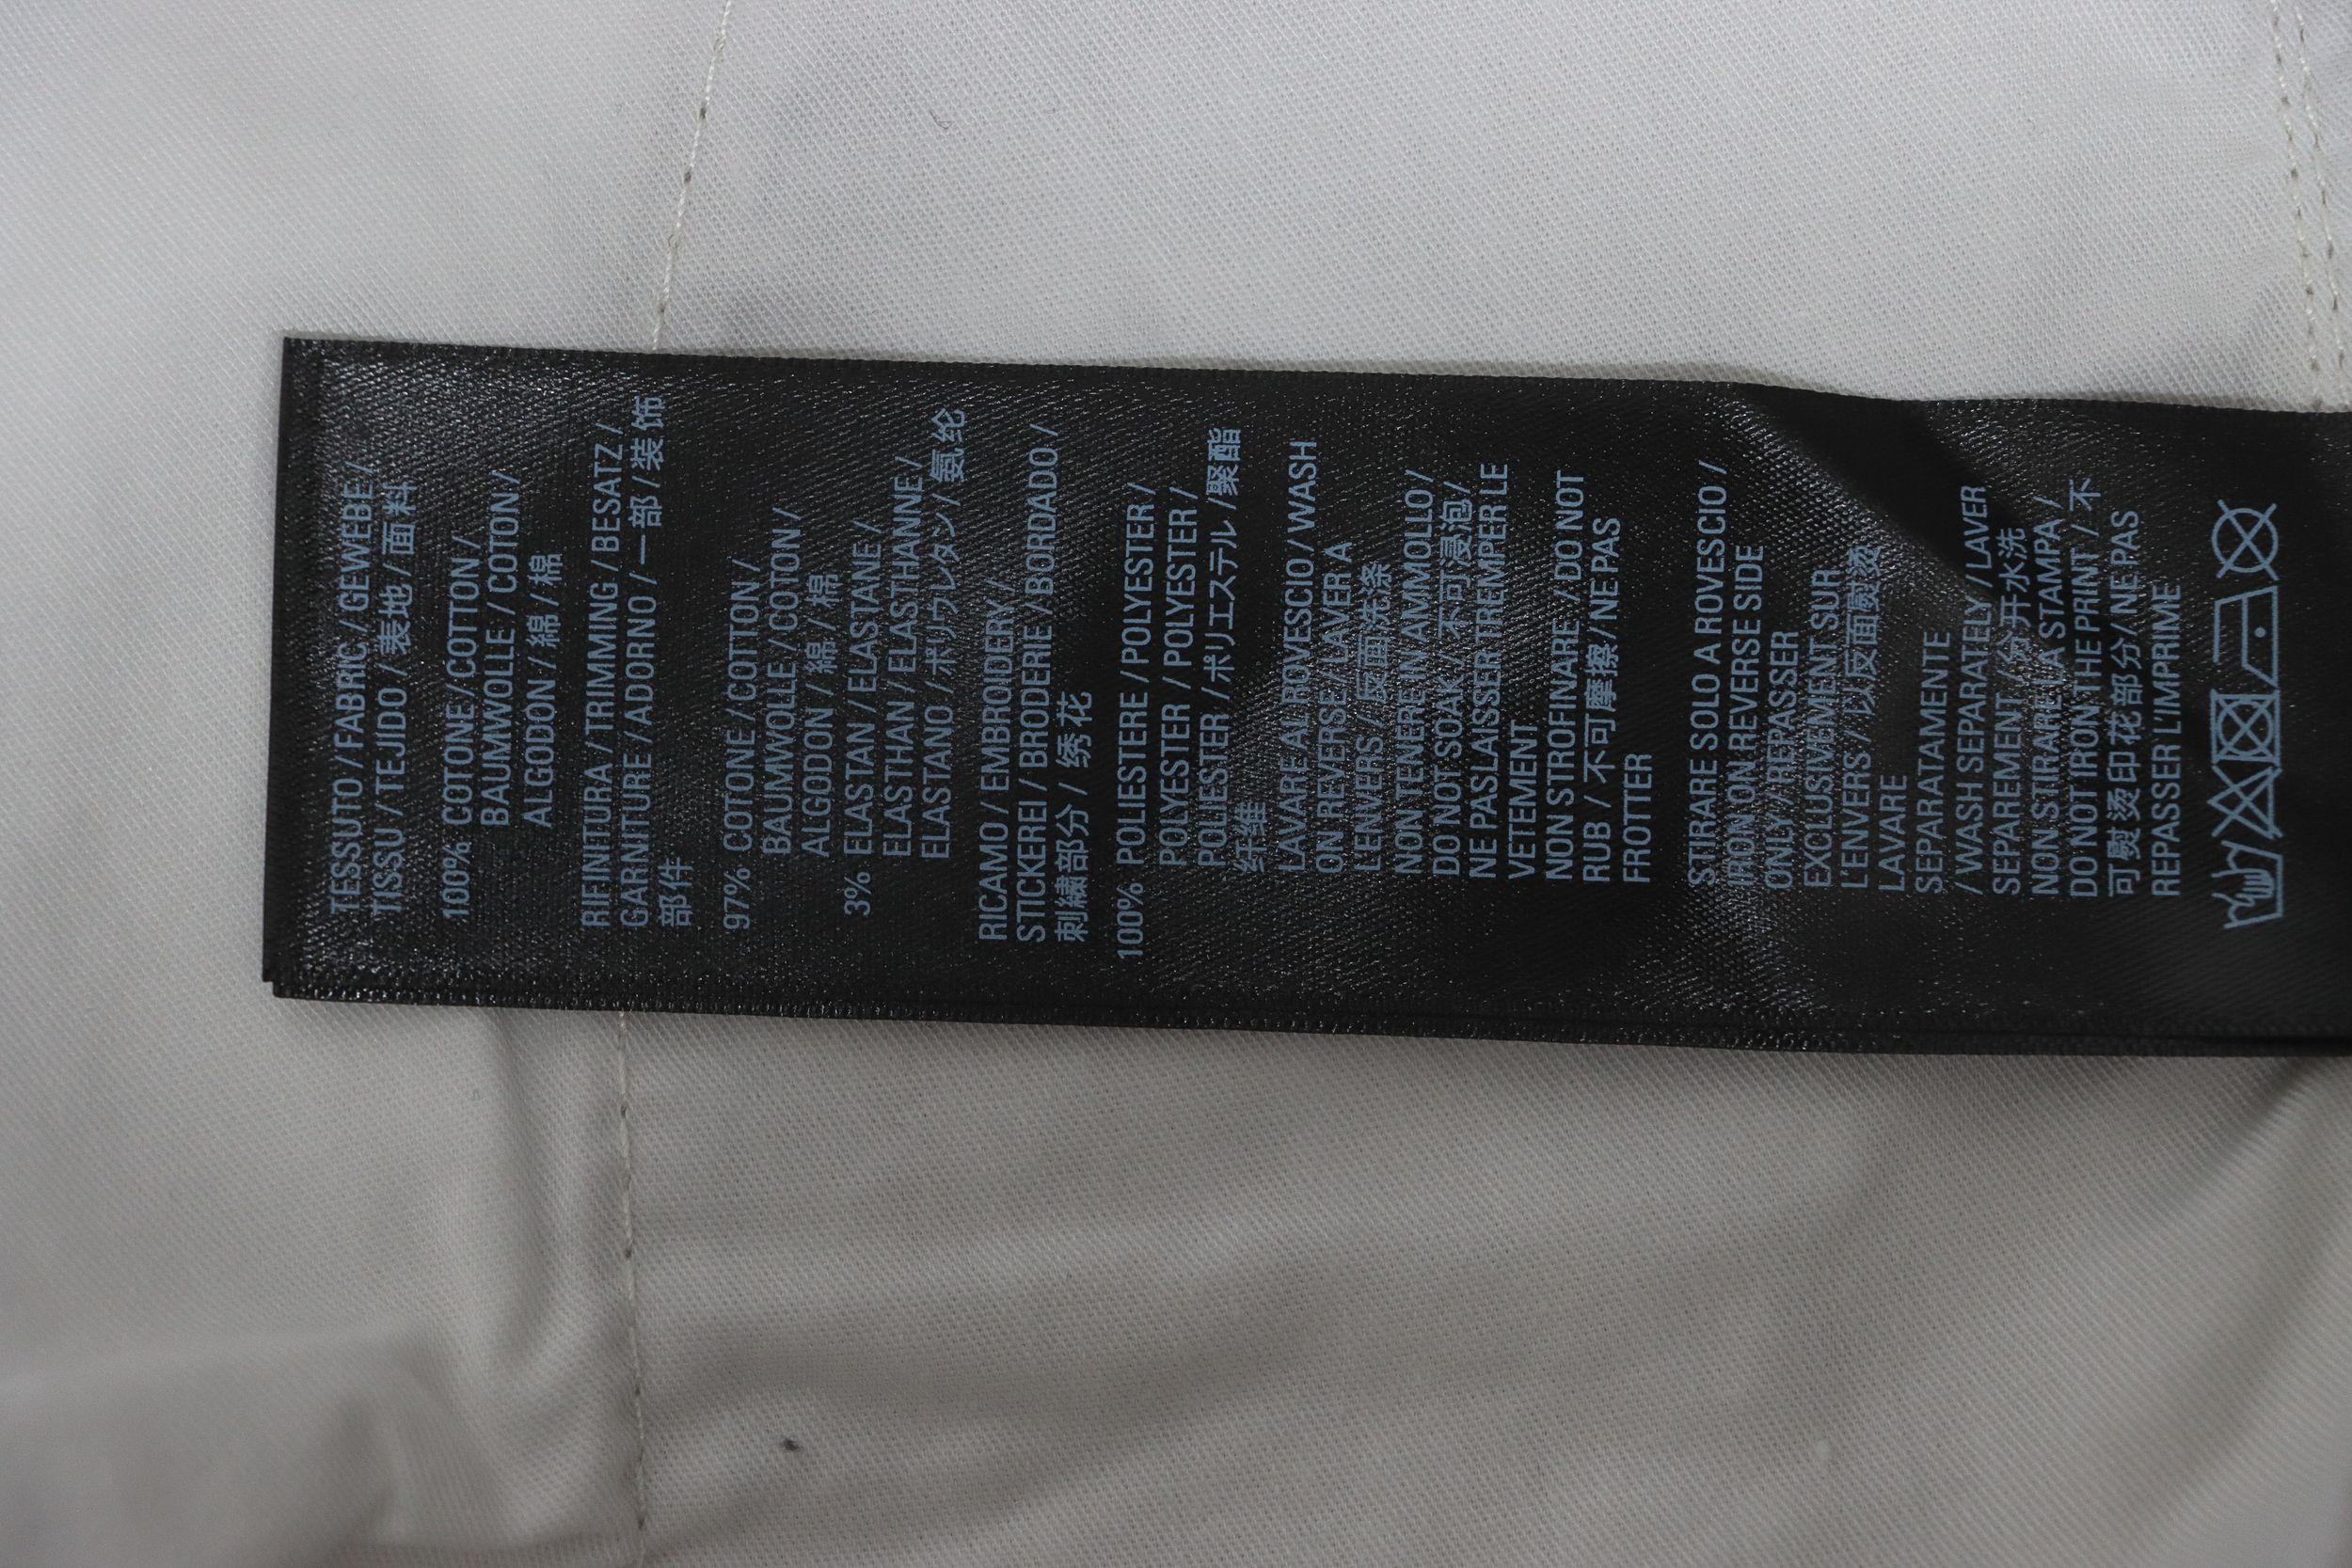 TESSUTO / FABRIC / GEWEBE /
TISSU / TEJIDO / 表地 / 面料
100% COTONE / COTTON /
BAUMWOLLE / COTON /
ALGODON / 綿 / 棉
RIFINITURA / TRIMMING / BESATZ /
GARNITURE / ADORNO / 一部 / 装饰
部件
97% COTONE / COTTON /
BAUMWOLLE / COTON /
ALGODON / 綿 / 棉
3% ELASTAN / ELASTANE /
ELASTHAN / ELASTHANNE /
ELASTANO / ポリウレタン / 氨纶
RICAMO / EMBROIDERY /
STICKEREI / BRODERIE / BORDADO /
刺繍部分 / 绣花
100% POLIESTERE / POLYESTER /
POLYESTER / POLYESTER /
POLIESTER / ポリエステル / 聚酯
纤维
LAVARE AL ROVESCIO / WASH
ON REVERSE / LAVER A
L'ENVERS / 反面洗涤
NON TENERE IN AMMOLLO /
DO NOT SOAK / 不可浸泡 /
NE PAS LAISSER TREMPER LE
VETEMENT
NON STROFINARE / DO NOT
RUB / 不可摩擦 / NE PAS
FROTTER
STIRARE SOLO A ROVESCIO /
IRON ON REVERSE SIDE
ONLY / REPASSER
EXCLUSIVEMENT SUR
L'ENVERS / 以反面熨烫
LAVARE
SEPARATAMENTE
/ WASH SEPARATELY / LAVER
SEPAREMENT / 分开水洗
NON STIRARE LA STAMPA /
DO NOT IRON THE PRINT / 不
可熨烫印花部分 / NE PAS
REPASSER L'IMPRIME